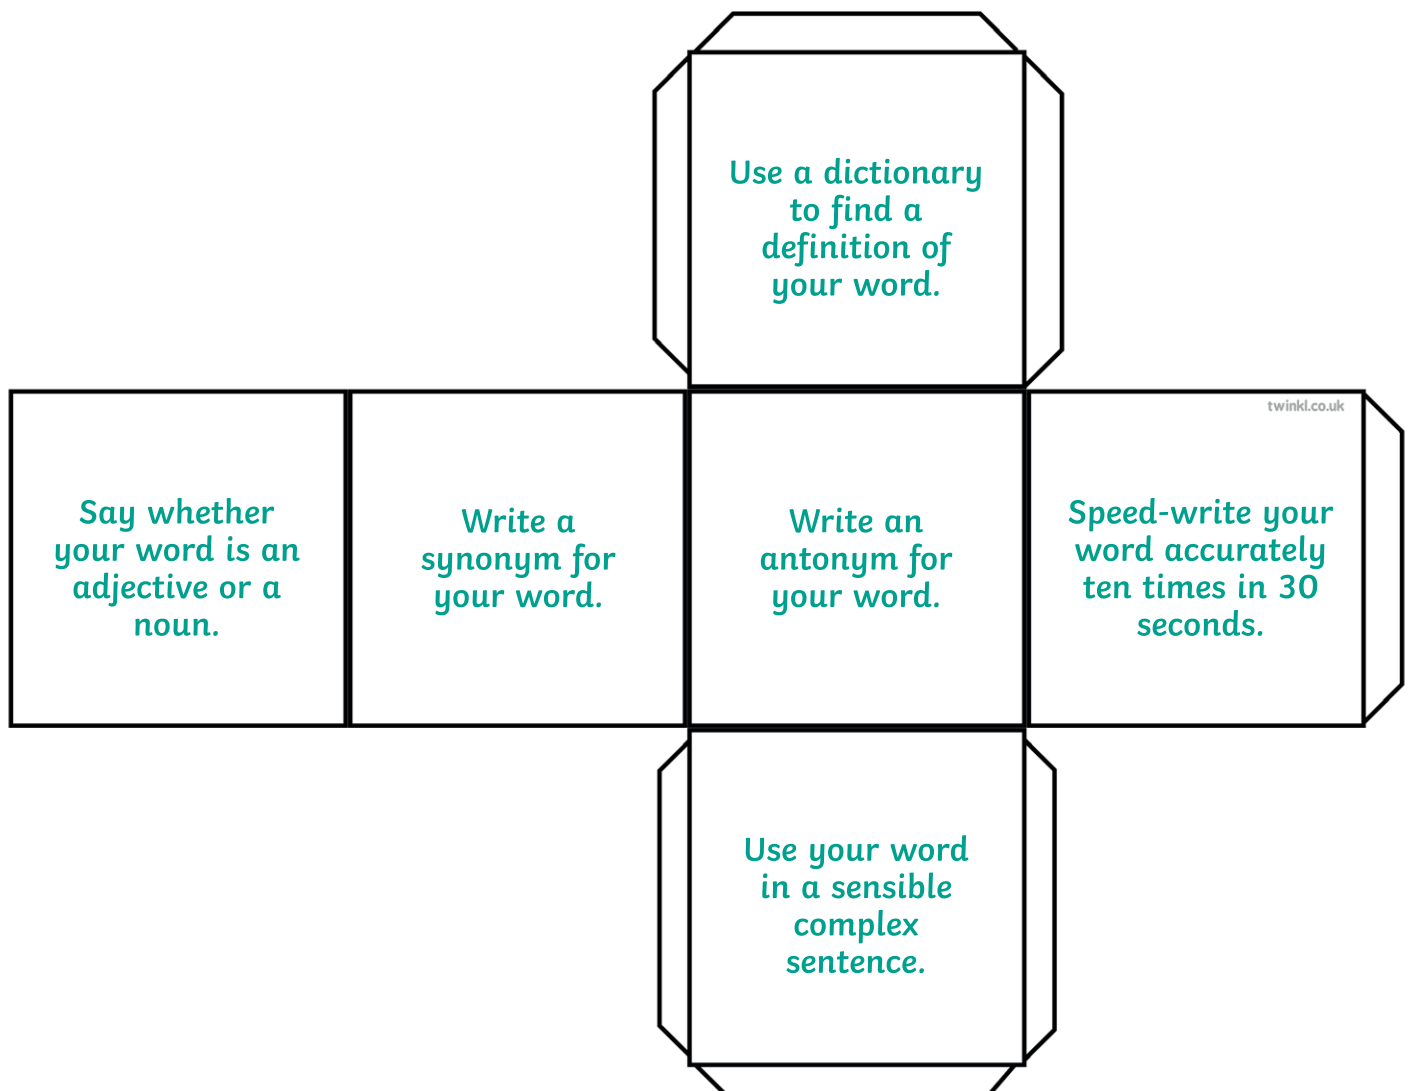 Use a dictionary
to find a
definition of
your word.
Say whether
your word is an
adjective or a
noun.
Write a
synonym for
your word.
Write an
antonym for
your word.
twinkl.co.uk
Speed-write your
word accurately
ten times in 30
seconds.
Use your word
in a sensible
complex
sentence.